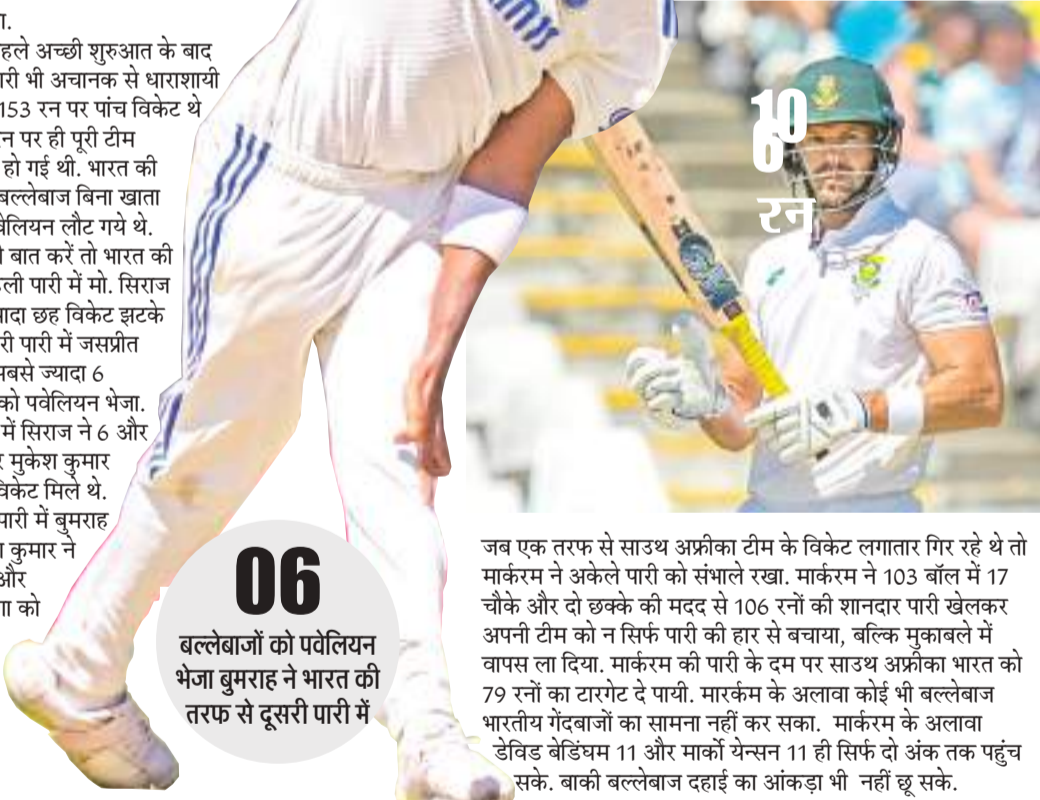 ा.
हले अच्छी शुरुआत के बाद
ारी भी अचानक से धाराशायी
153 रन पर पांच विकेट थे
न पर ही पूरी टीम
हो गई थी. भारत की
बल्लेबाज बिना खाता
वेलियन लौट गये थे.
ी बात करें तो भारत की
ली पारी में मो. सिराज
यादा छह विकेट झटके
री पारी में जसप्रीत
सबसे ज्यादा 6
को पवेलियन भेजा.
में सिराज ने 6 और
र मुकेश कुमार
विकेट मिले थे.
पारी में बुमराह
कुमार ने
और
गा को
10
6
रन
06
बल्लेबाजों को पवेलियन
भेजा बुमराह ने भारत की
तरफ से दूसरी पारी में
जब एक तरफ से साउथ अफ्रीका टीम के विकेट लगातार गिर रहे थे तो
मार्करम ने अकेले पारी को संभाले रखा. मार्करम ने 103 बॉल में 17
चौके और दो छक्के की मदद से 106 रनों की शानदार पारी खेलकर
अपनी टीम को न सिर्फ पारी की हार से बचाया, बल्कि मुकाबले में
वापस ला दिया. मार्करम की पारी के दम पर साउथ अफ्रीका भारत को
79 रनों का टारगेट दे पायी. मारर्कम के अलावा कोई भी बल्लेबाज
भारतीय गेंदबाजों का सामना नहीं कर सका. मार्करम के अलावा
डेविड बेडिंघम 11 और मार्को येन्सन 11 ही सिर्फ दो अंक तक पहुंच
सके. बाकी बल्लेबाज दहाई का आंकड़ा भी नहीं छू सके.